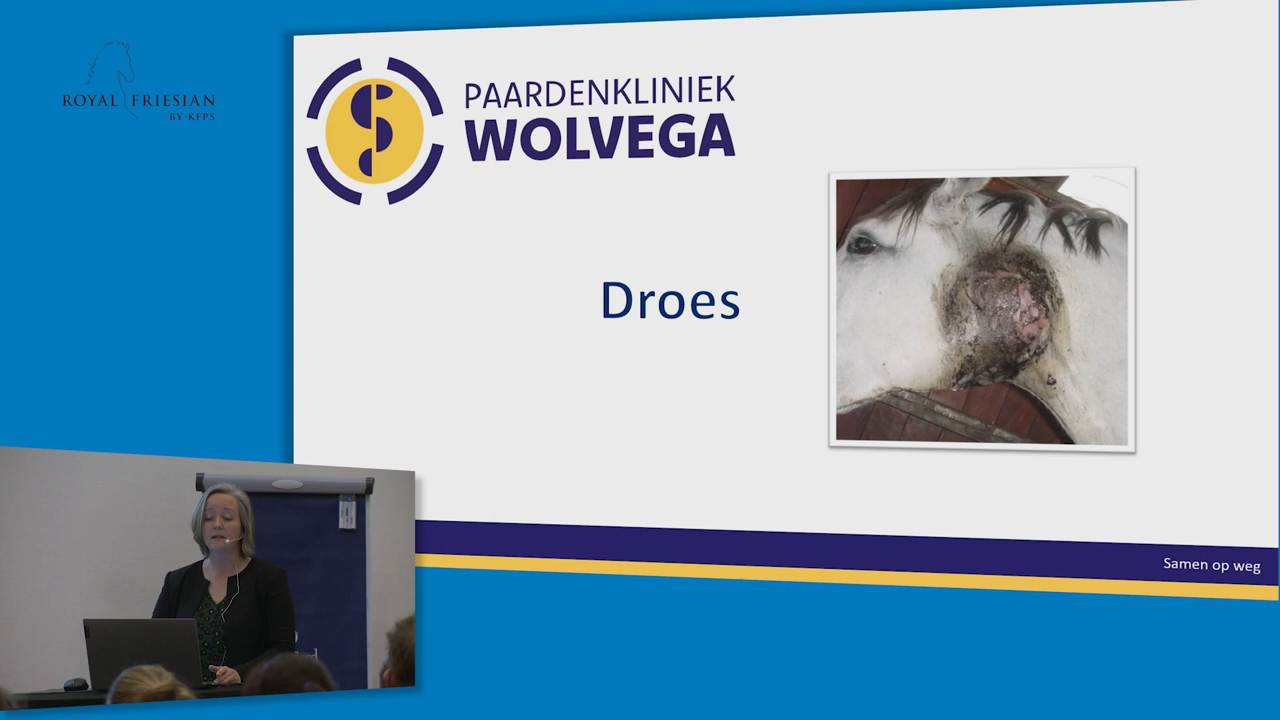 ROYAL FRIESIAN
BY KFPS
PAARDENKLINIEK
WOLVEGA
Droes
Samen op weg